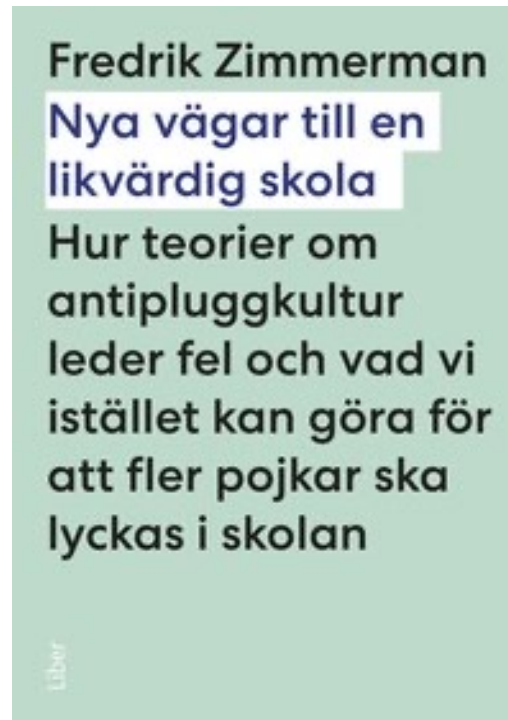 Fredrik Zimmerman
Nya vägar till en
likvärdig skola
Hur teorier om
antipluggkultur
leder fel och vad vi
istället kan göra för
att fler pojkar ska
lyckas i skolan
Liber